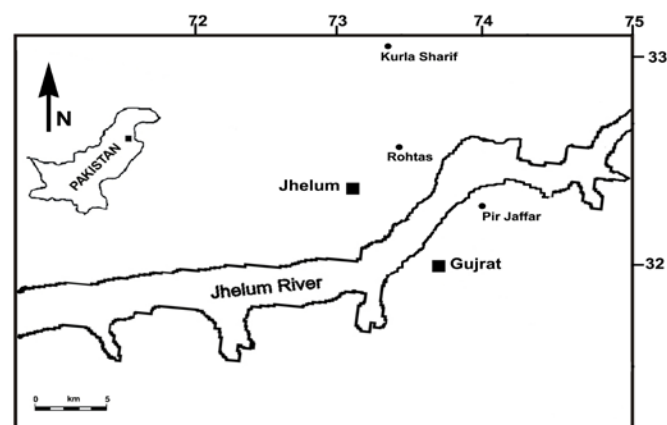 72 73 74 75
33
Kurla Sharif
N
PAKISTAN
Rohtas
Jhelum
Pir Jaffar
Gujrat
32
Jhelum River
km
0 5